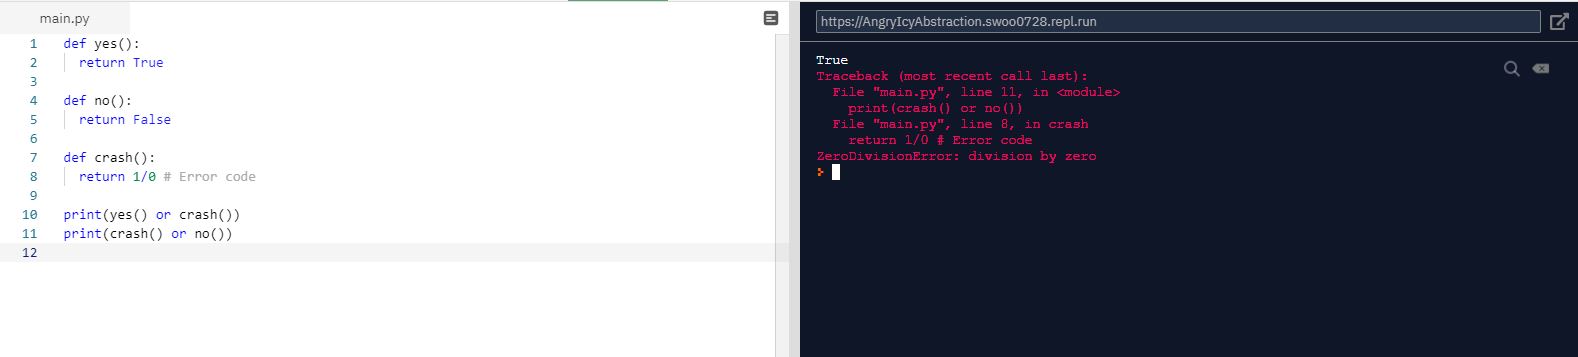 main.py
1 def yes():
2 return True
3
4 def no():
5 return False
6
7 def crash():
8 return 1/0 # Error code
9
10 print(yes() or crash())
11 print(crash() or no())
12
https://AngryIcyAbstraction.swoo0728.repl.run
True
Traceback (most recent call last):
File "main.py", line 11, in <module>
print(crash() or no())
File "main.py", line 8, in crash
return 1/0 # Error code
ZeroDivisionError: division by zero